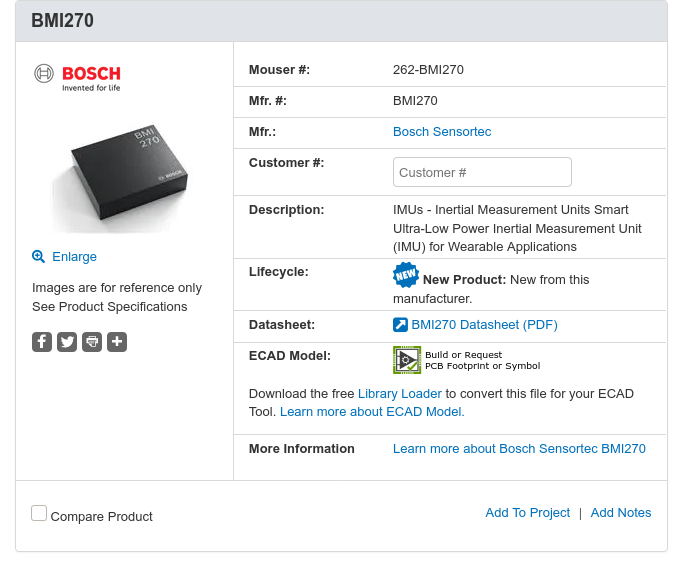 BMI270
BOSCH
Invented for life
BMI
270
BOSCH
Enlarge
Images are for reference only
See Product Specifications
Mouser #:
262-BMI270
Mfr. #:
BMI270
Mfr.:
Bosch Sensortec
Customer #:
Customer #
Description:
IMUs - Inertial Measurement Units Smart
Ultra-Low Power Inertial Measurement Unit
(IMU) for Wearable Applications
Lifecycle:
NEW New Product: New from this
manufacturer.
Datasheet:
BMI270 Datasheet (PDF)
ECAD Model:
Build or Request
PCB Footprint or Symbol
Download the free Library Loader to convert this file for your ECAD
Tool. Learn more about ECAD Model.
More Information
Learn more about Bosch Sensortec BMI270
Compare Product
Add To Project | Add Notes